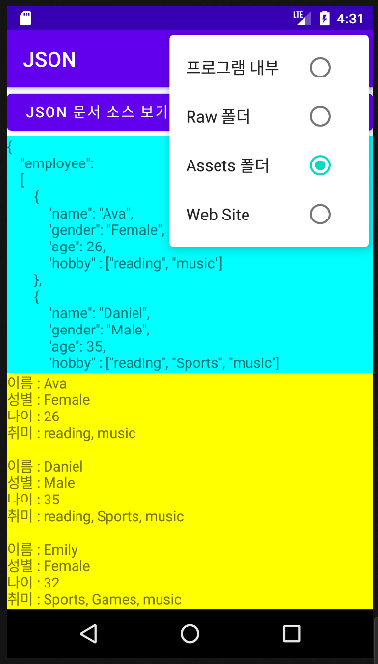 LTE 4:31
JSON
프로그램 내부
Raw 폴더
Assets 폴더
Web Site
JSON 문서 소스 보기
{
"employee":
[
{
"name": "Ava",
"gender": "Female",
"age": 26,
"hobby" : ["reading", "music"]
},
{
"name": "Daniel",
"gender": "Male",
"age": 35,
"hobby" : ["reading", "Sports", "music"]
이름 : Ava
성별 : Female
나이 : 26
취미 : reading, music
이름 : Daniel
성별 : Male
나이 : 35
취미 : reading, Sports, music
이름 : Emily
성별 : Female
나이 : 32
취미 : Sports, Games, music